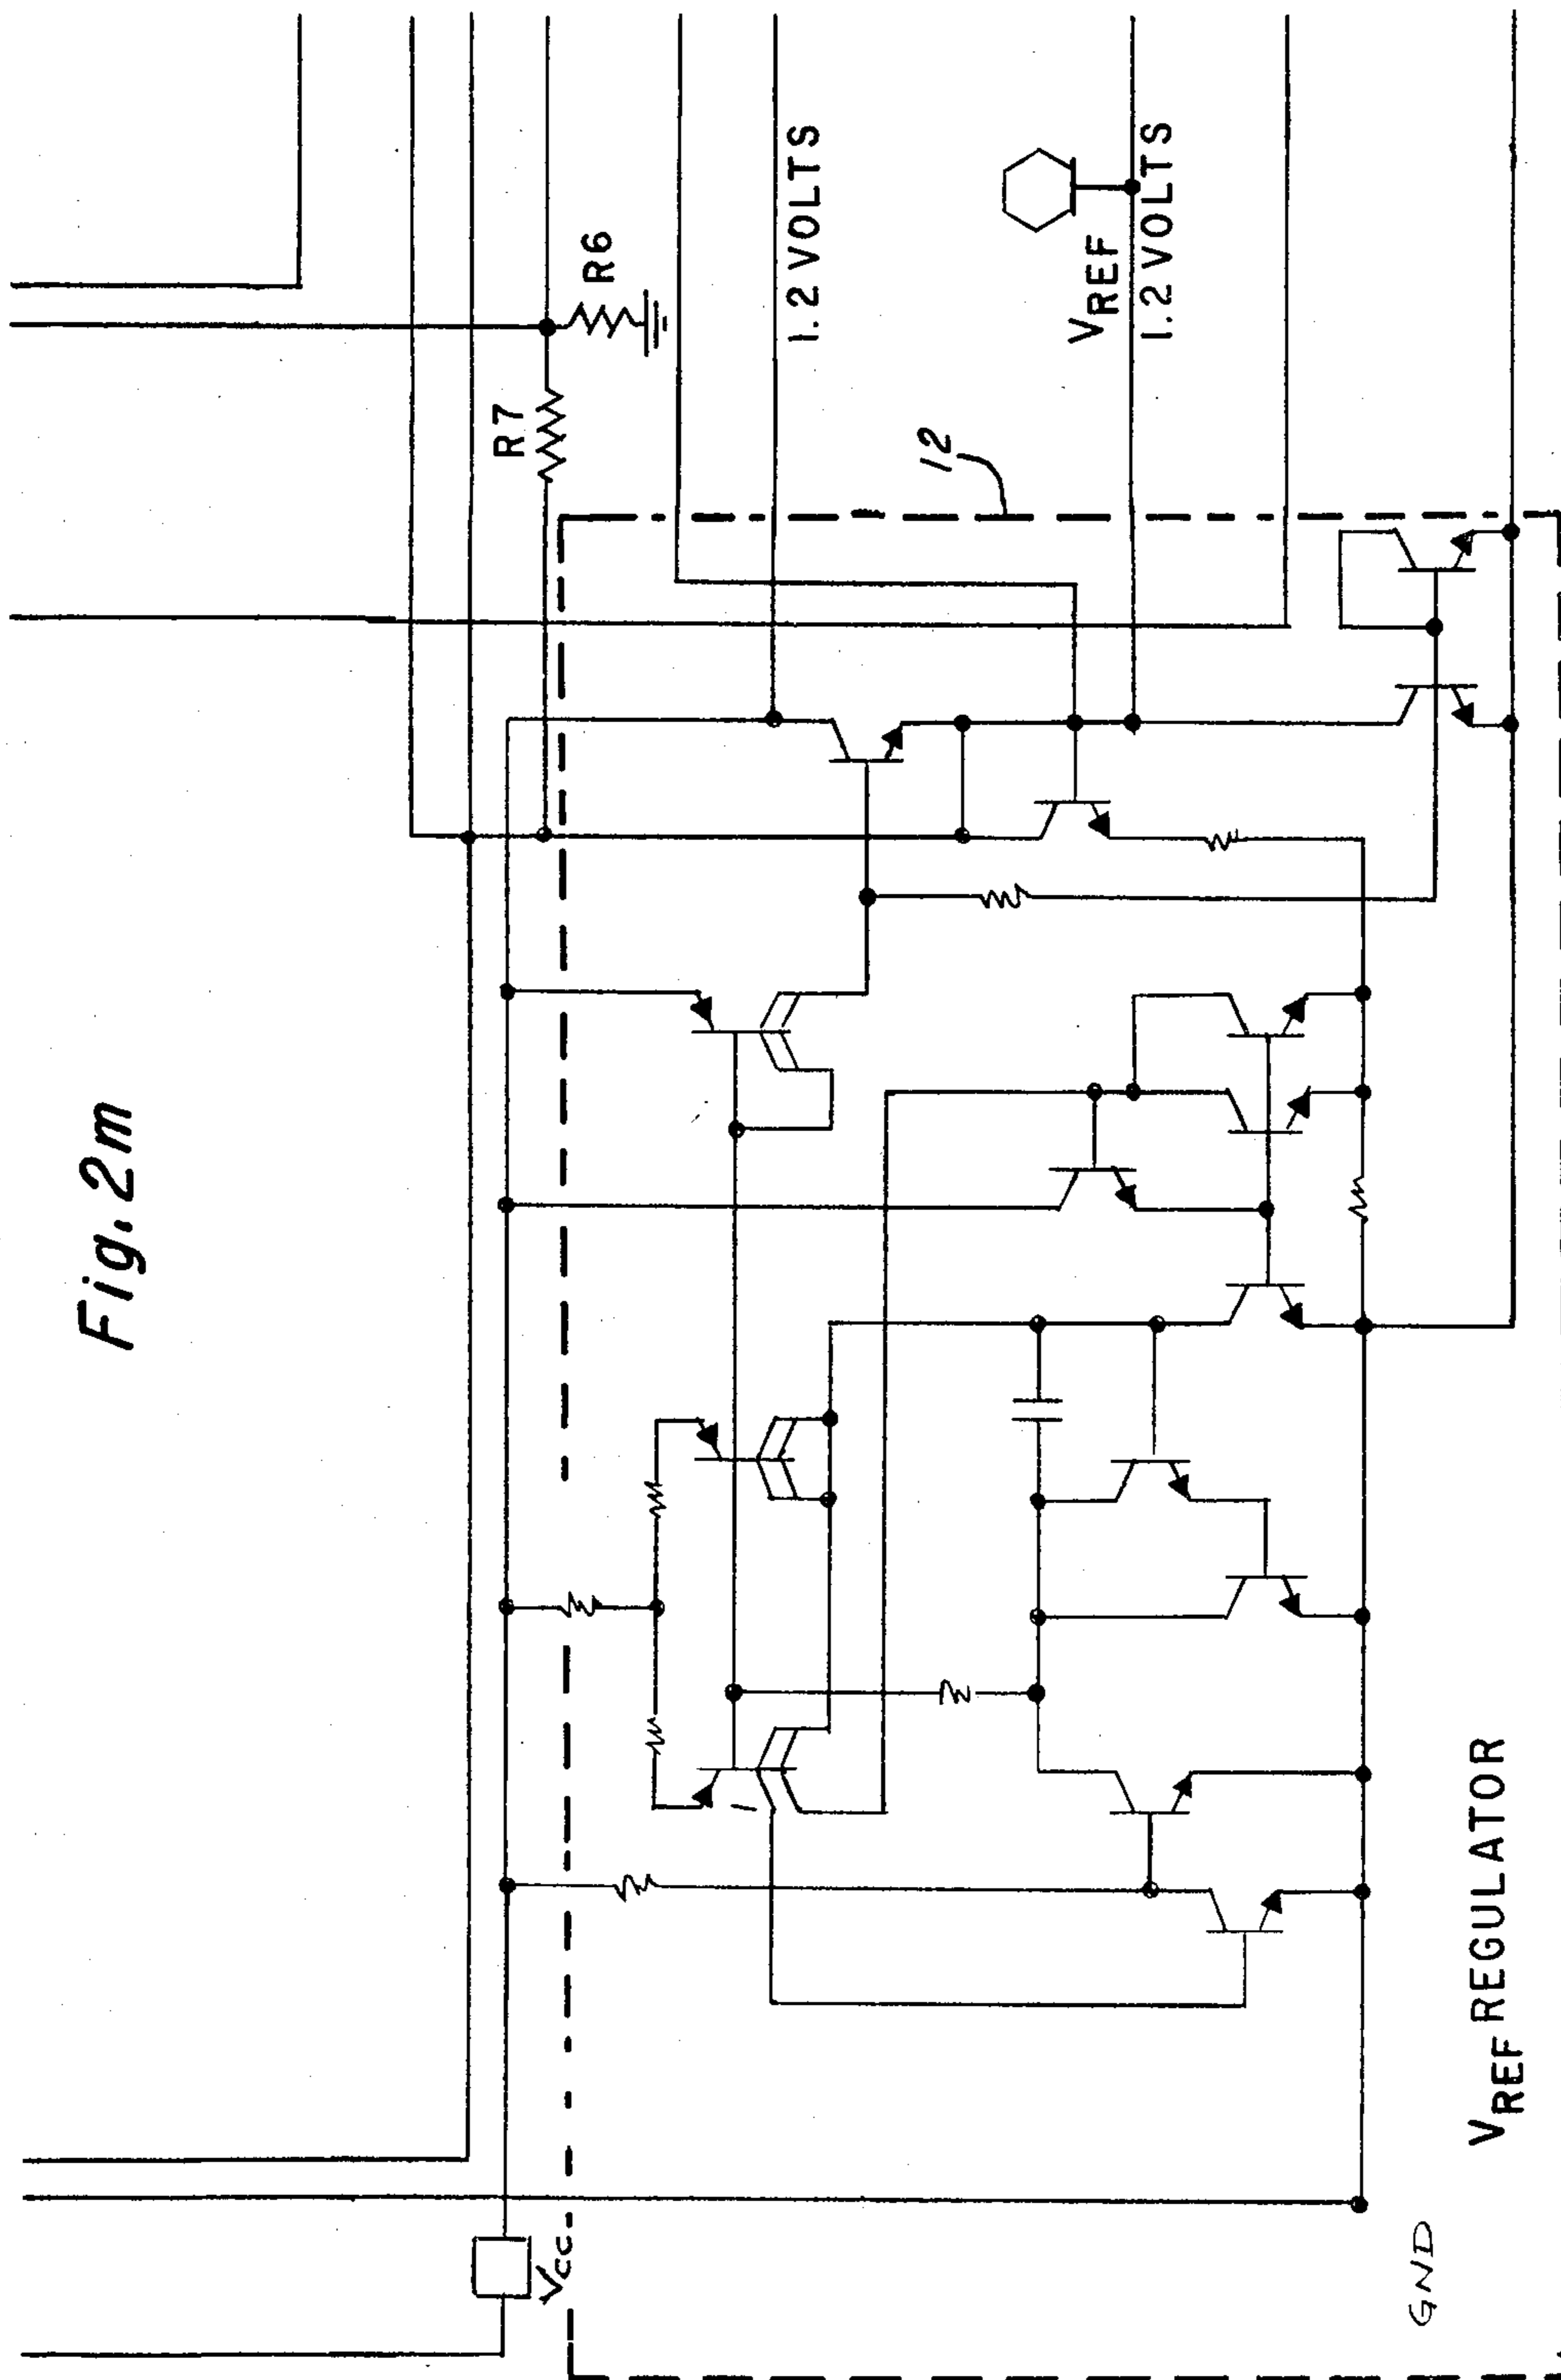 Fig. 2m
R7
R6
1.2 VOLTS
VREF
1.2 VOLTS
12
Vcc
GND
VREF REGULATOR